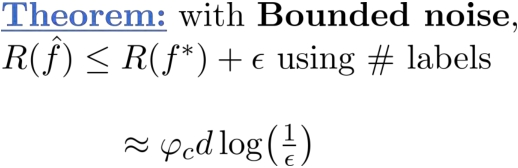 Theorem: with Bounded noise,
R(f̂) ≤ R(f*) + ϵ using # labels
≈ φ_c d log(1/ϵ)